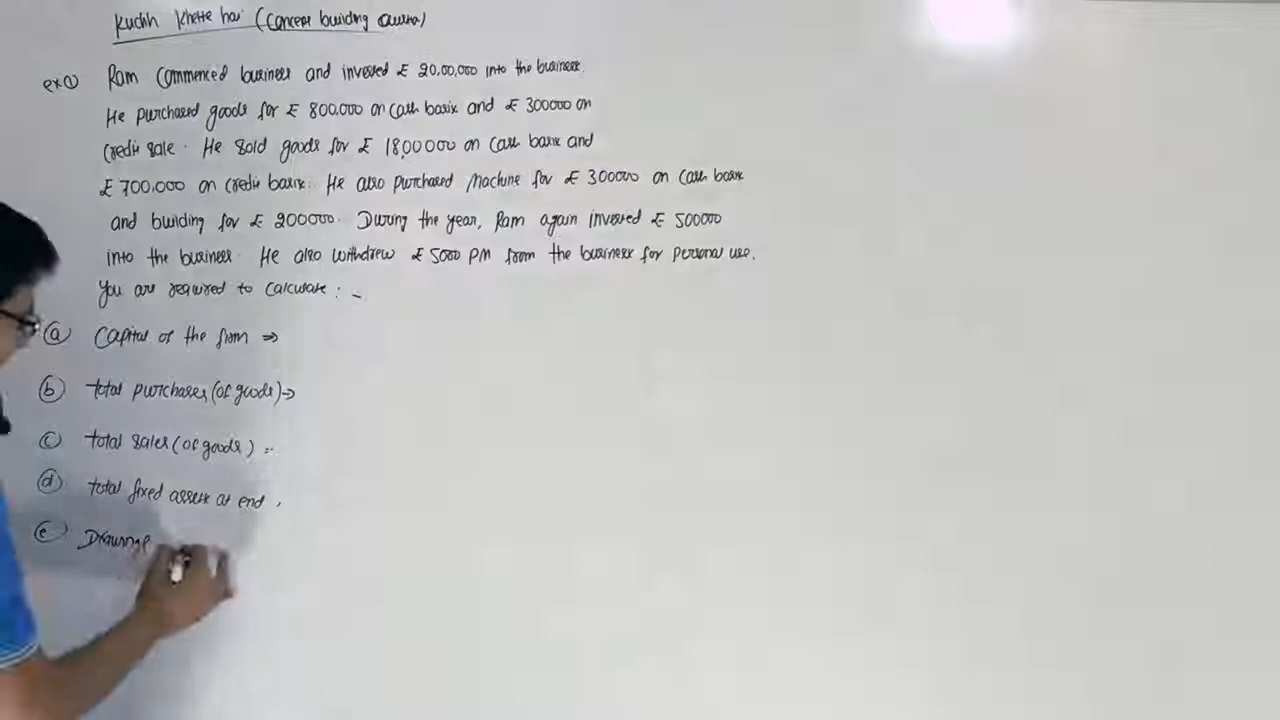 Kuchh Khette hai (Concept building questn)
ex① Ram Commenced business and invested £ 20,00,000 into the business.
He purchased goods for £ 800,000 on cash basis and £ 300000 on
credit sale. He sold goods for £ 18,00000 on cash basis and
£ 700,000 on credit basis. He also purchased Machine for £ 300000 on cash basis
and building for £ 200000. During the year, Ram again invested £ 500000
into the business. He also withdrew £ 5000 PM from the business for personal use.
You are required to calculate : -
(a) Capital of the firm ⇒
(b) total purchases (of goods) →
(c) total sales (of goods) :-
(d) total fixed assets at end .
(e) Drawings